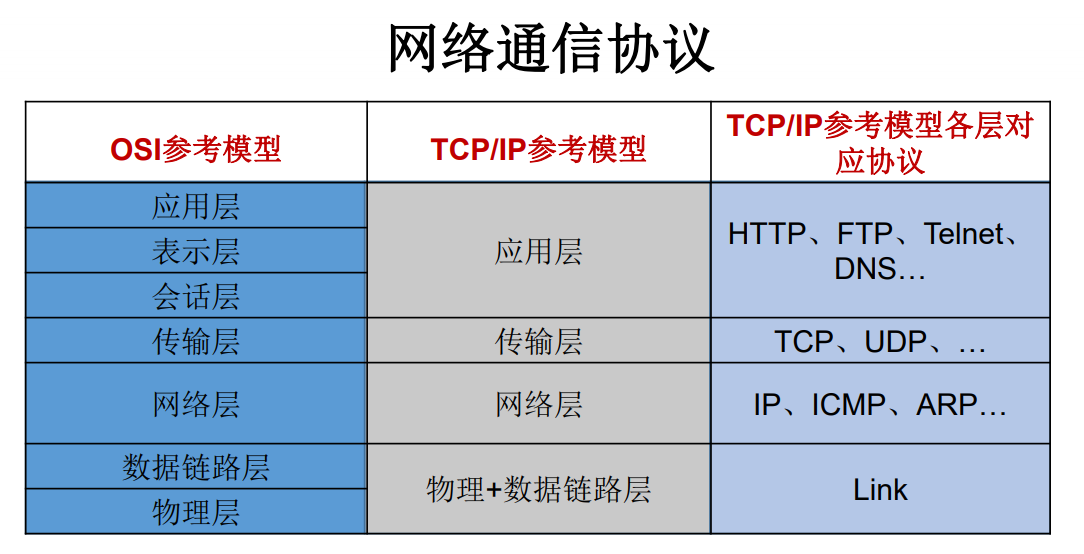 网络通信协议
OSI参考模型
TCP/IP参考模型
TCP/IP参考模型各层对
应协议
应用层
表示层
会话层
应用层
HTTP、FTP、Telnet、
DNS…
传输层
传输层
TCP、UDP、…
网络层
网络层
IP、ICMP、ARP…
数据链路层
物理层
物理+数据链路层
Link